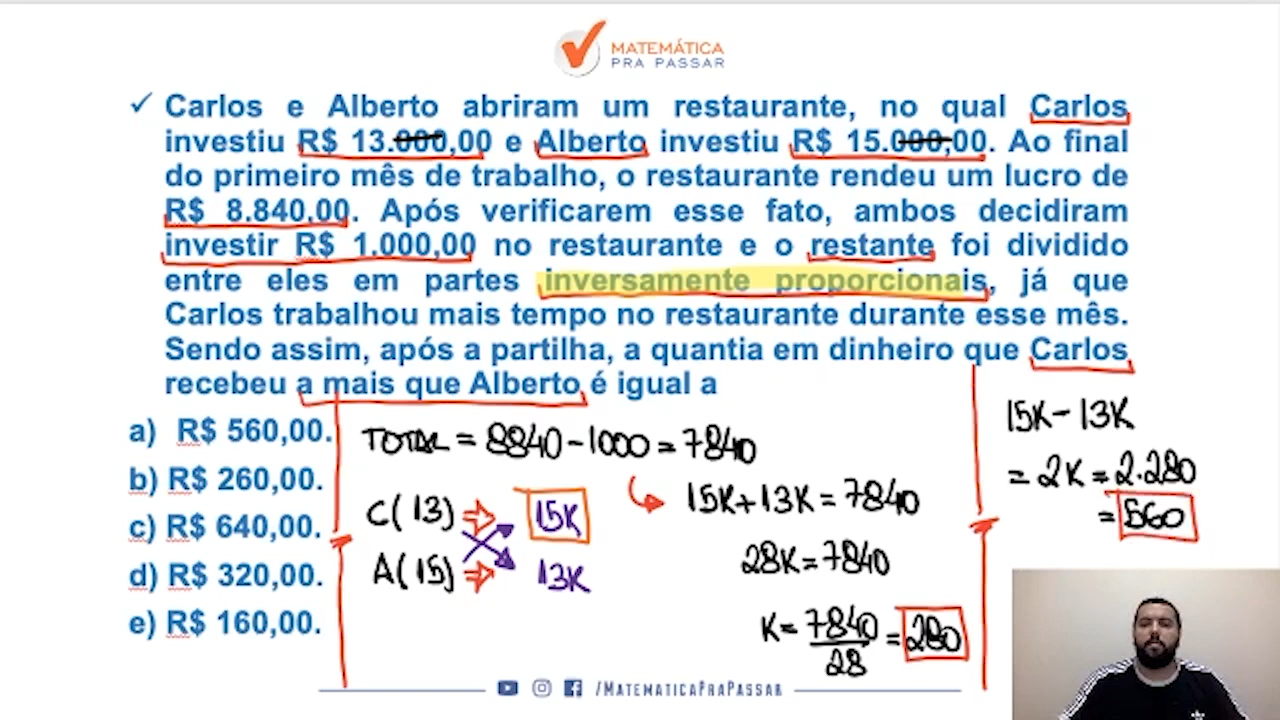 MATEMÁTICA
PRA PASSAR
✓ Carlos e Alberto abriram um restaurante, no qual Carlos
investiu R$ 13.000,00 e Alberto investiu R$ 15.000,00. Ao final
do primeiro mês de trabalho, o restaurante rendeu um lucro de
R$ 8.840,00. Após verificarem esse fato, ambos decidiram
investir R$ 1.000,00 no restaurante e o restante foi dividido
entre eles em partes inversamente proporcionais, já que
Carlos trabalhou mais tempo no restaurante durante esse mês.
Sendo assim, após a partilha, a quantia em dinheiro que Carlos
recebeu a mais que Alberto é igual a
a) R$ 560,00.
b) R$ 260,00.
c) R$ 640,00.
d) R$ 320,00.
e) R$ 160,00.
TOTAL = 8840 - 1000 = 7840
C(13) 15K
A(15) 13K
15K + 13K = 7840
28K = 7840
K = 7840/28 = 280
15K - 13K
= 2K = 2.280
= 560
/MATEMATICAPRAPASSAR